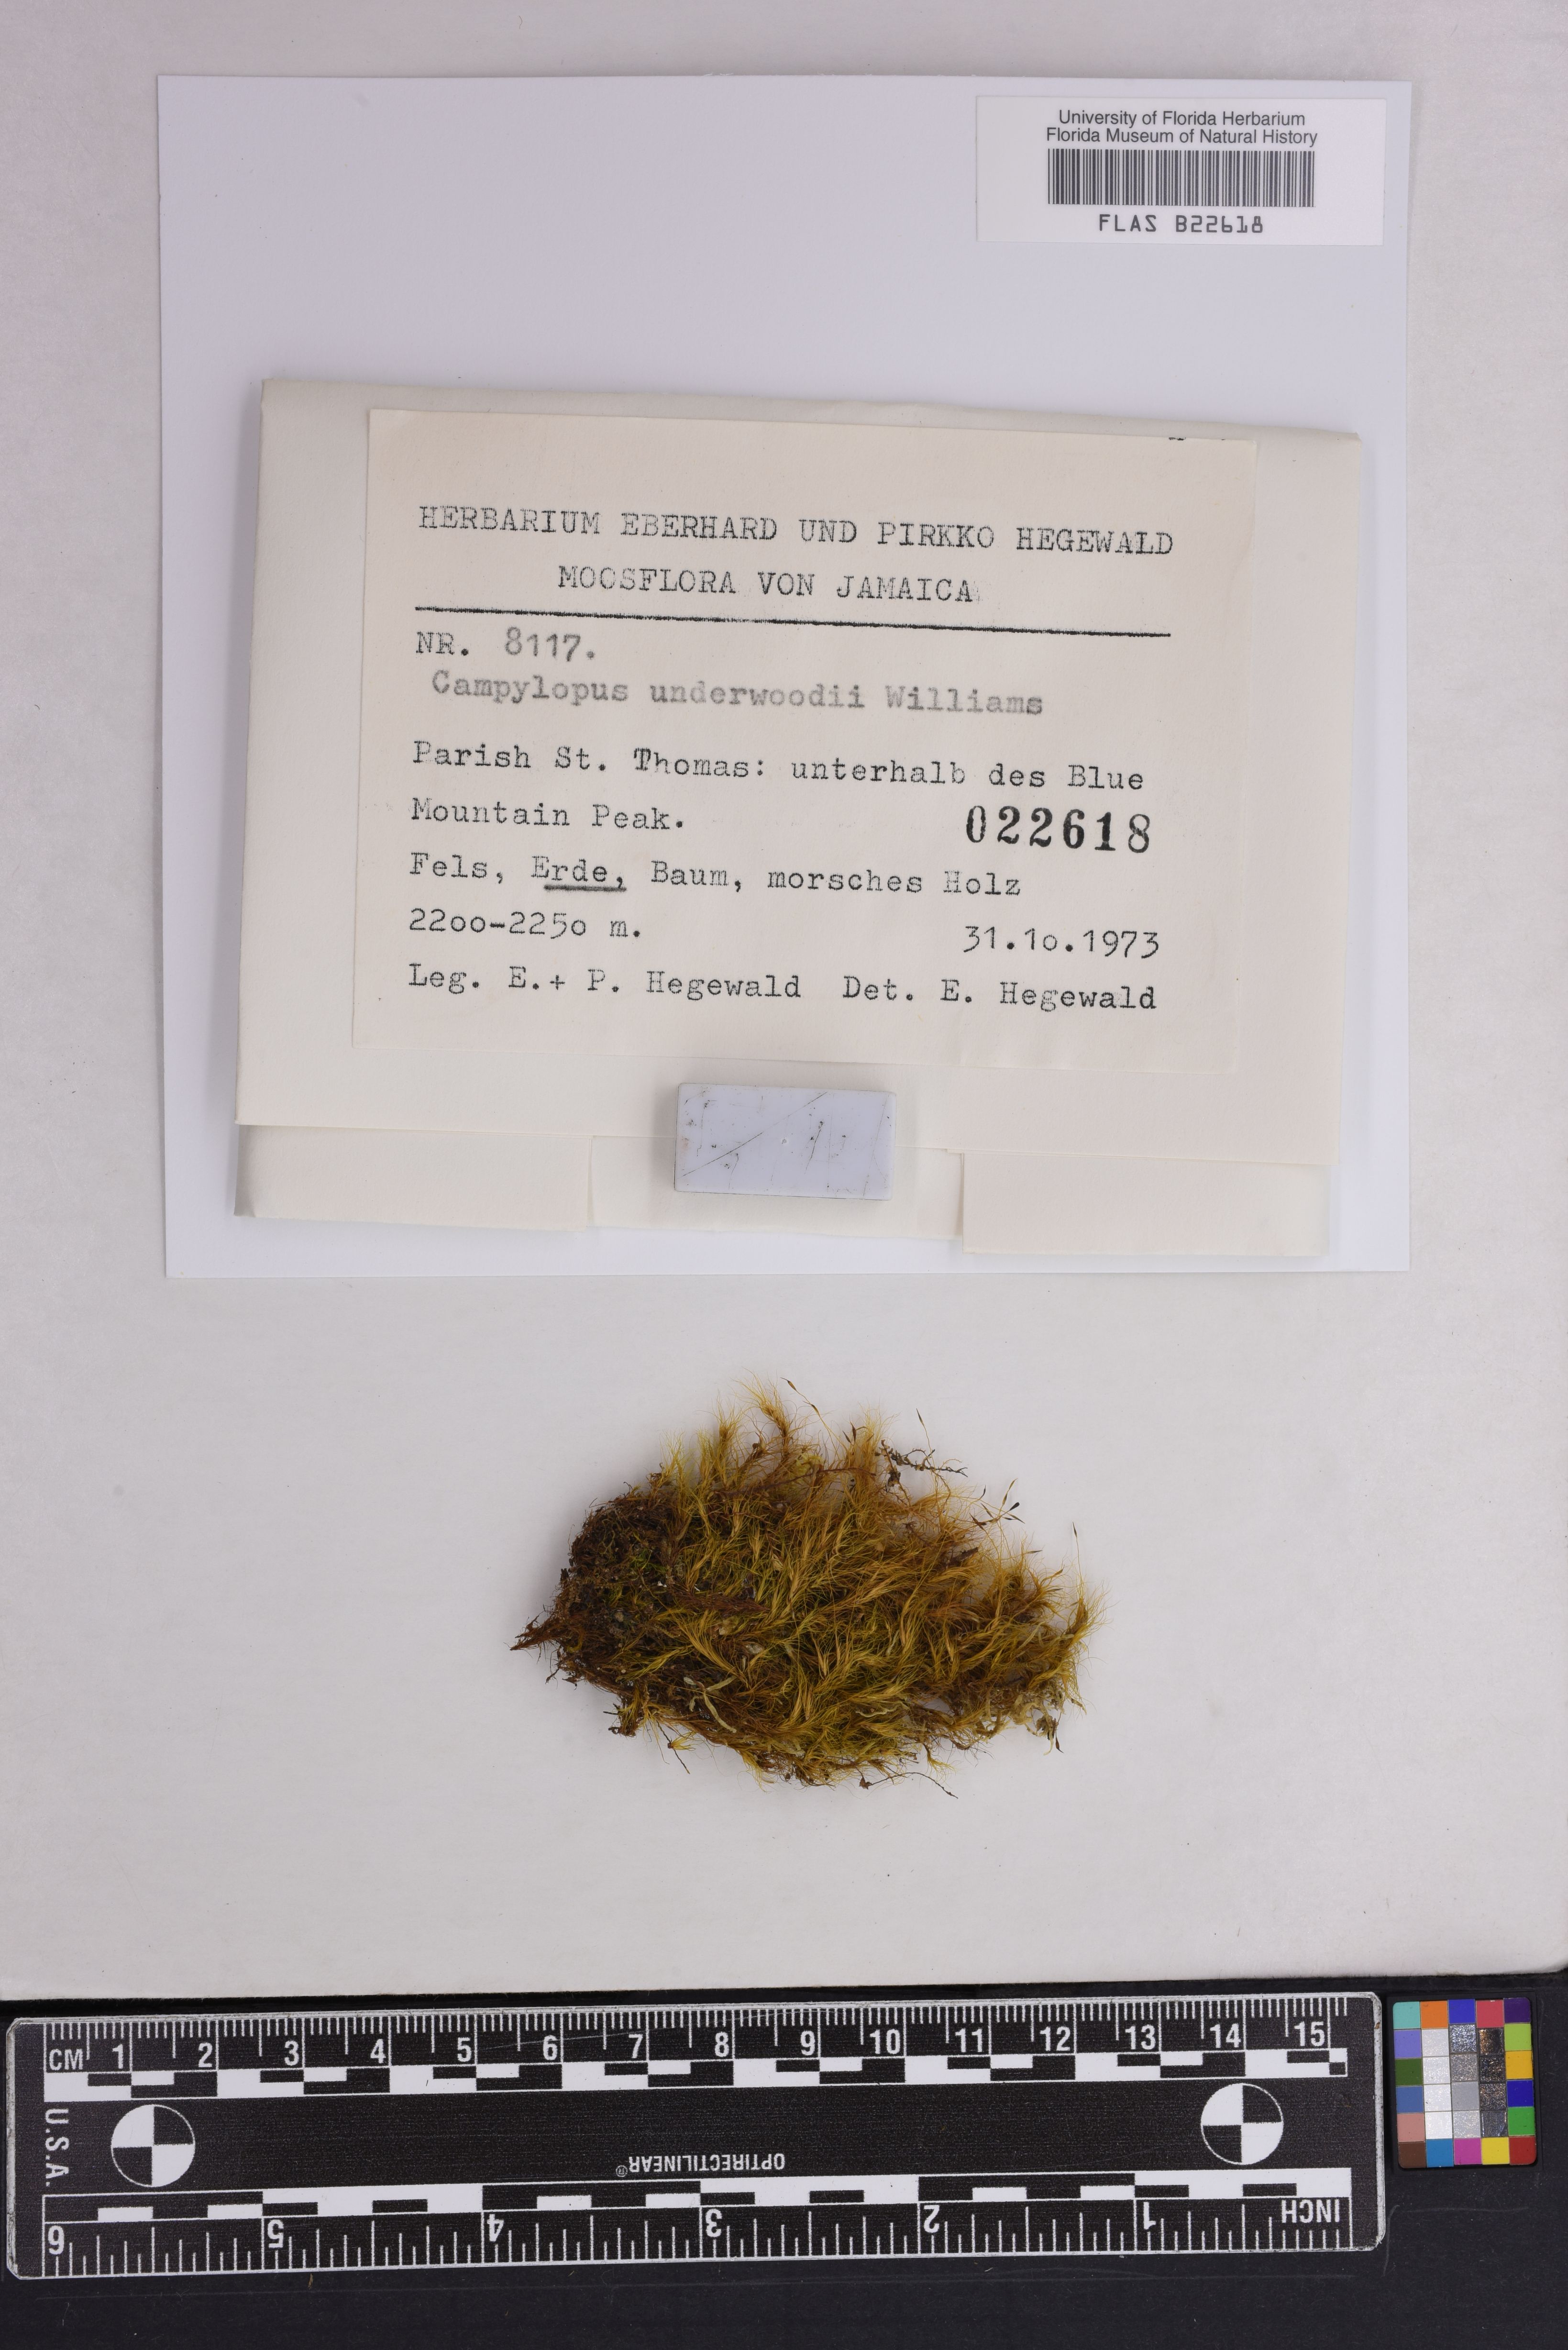 University of Florida Herbarium
Florida Museum of Natural History
FLAS B22618
HERBARIUM EBERHARD UND PIRKKO HEGEWALD
MOOSFLORA VON JAMAICA
NR. 8117.
Campylopus underwoodii Williams
Parish St. Thomas: unterhalb des Blue
Mountain Peak.
022618
Fels, Erde, Baum, morsches Holz
2200-2250 m.
31.10.1973
Leg. E.+ P. Hegewald Det. E. Hegewald
CM 1 2 3 4 5 6 7 8 9 10 11 12 13 14 15
U.S.A.
OPTIRECTILINEAR®
6 5 4 3 2 1 INCH